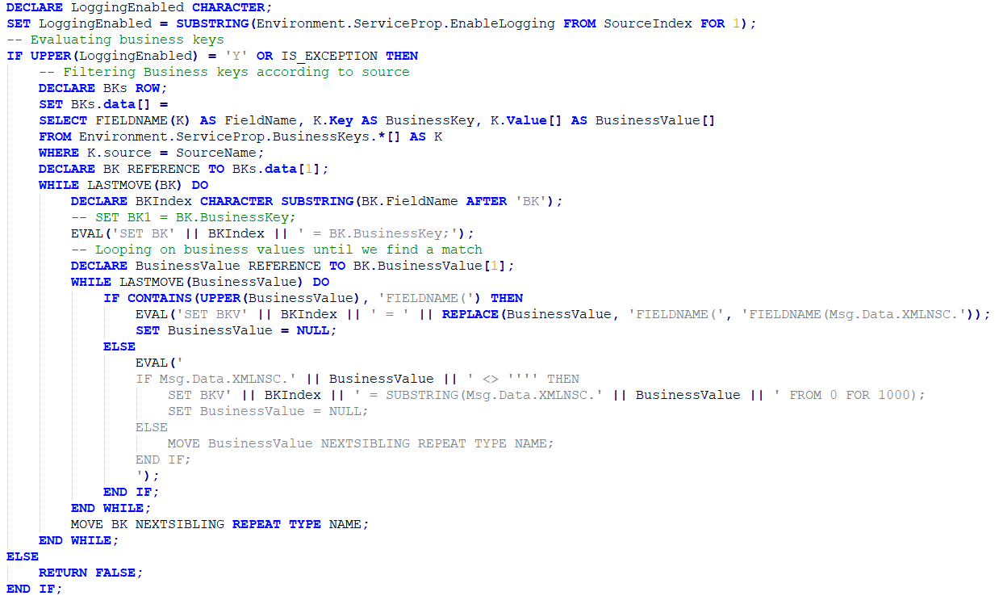 DECLARE LoggingEnabled CHARACTER;
SET LoggingEnabled = SUBSTRING(Environment.ServiceProp.EnableLogging FROM SourceIndex FOR 1);
-- Evaluating business keys
IF UPPER(LoggingEnabled) = 'Y' OR IS_EXCEPTION THEN
    -- Filtering Business keys according to source
    DECLARE BKs ROW;
    SET BKs.data[] =
    SELECT FIELDNAME(K) AS FieldName, K.Key AS BusinessKey, K.Value[] AS BusinessValue[]
    FROM Environment.ServiceProp.BusinessKeys.*[] AS K
    WHERE K.source = SourceName;
    DECLARE BK REFERENCE TO BKs.data[1];
    WHILE LASTMOVE(BK) DO
        DECLARE BKIndex CHARACTER SUBSTRING(BK.FieldName AFTER 'BK');
        -- SET BK1 = BK.BusinessKey;
        EVAL('SET BK' || BKIndex || ' = BK.BusinessKey;');
        -- Looping on business values until we find a match
        DECLARE BusinessValue REFERENCE TO BK.BusinessValue[1];
        WHILE LASTMOVE(BusinessValue) DO
            IF CONTAINS(UPPER(BusinessValue), 'FIELDNAME(') THEN
                EVAL('SET BKV' || BKIndex || ' = ' || REPLACE(BusinessValue, 'FIELDNAME(', 'FIELDNAME(Msg.Data.XMLNSC.'));
                SET BusinessValue = NULL;
            ELSE
                EVAL('
                IF Msg.Data.XMLNSC.' || BusinessValue || ' <> '''' THEN
                    SET BKV' || BKIndex || ' = SUBSTRING(Msg.Data.XMLNSC.' || BusinessValue || ' FROM 0 FOR 1000);
                    SET BusinessValue = NULL;
                ELSE
                    MOVE BusinessValue NEXTSIBLING REPEAT TYPE NAME;
                END IF;
                ');
            END IF;
        END WHILE;
        MOVE BK NEXTSIBLING REPEAT TYPE NAME;
    END WHILE;
ELSE
    RETURN FALSE;
END IF;